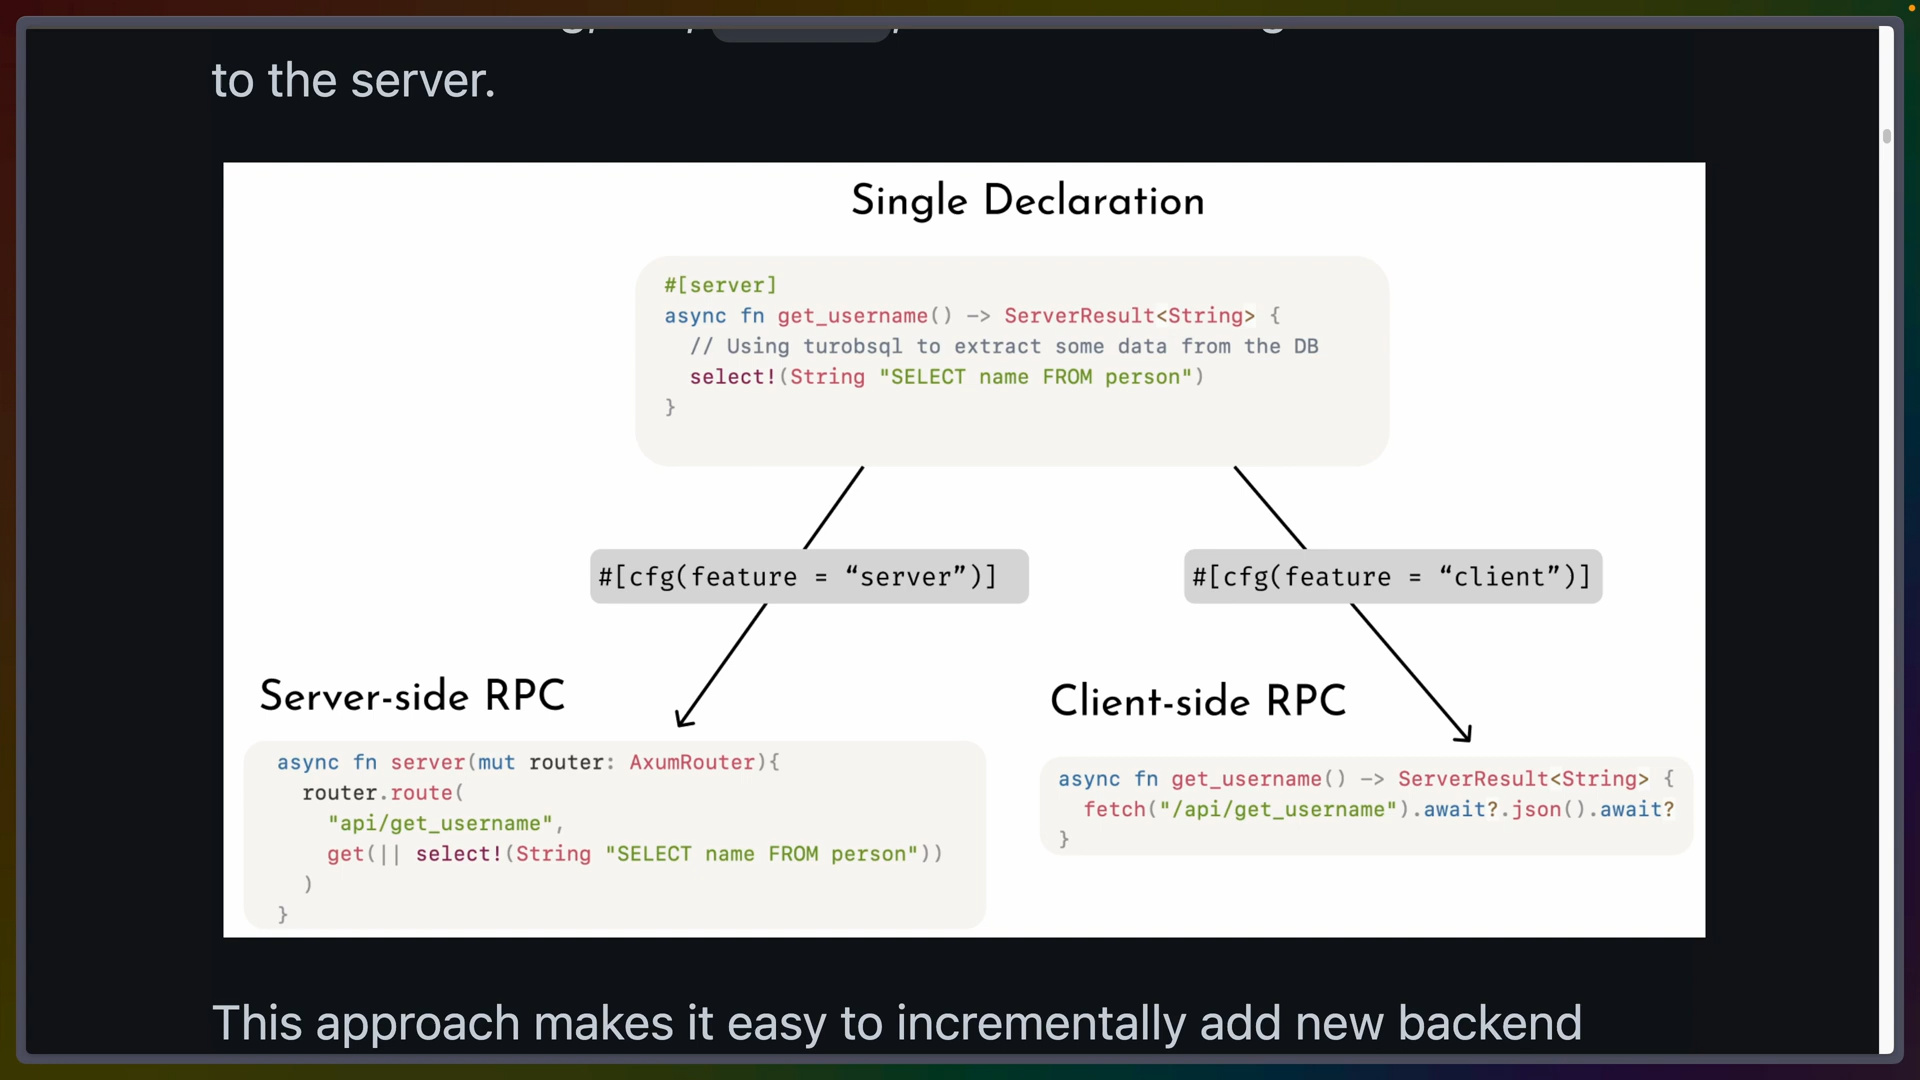 to the server.
Single Declaration
#[server]
async fn get_username() -> ServerResult<String> {
// Using turobsql to extract some data from the DB
select!(String "SELECT name FROM person")
}
#[cfg(feature = “server”)]
#[cfg(feature = “client”)]
Server-side RPC
async fn server(mut router: AxumRouter){
router.route(
"api/get_username",
get(|| select!(String "SELECT name FROM person"))
)
}
Client-side RPC
async fn get_username() -> ServerResult<String> {
fetch("/api/get_username").await?.json().await?
}
This approach makes it easy to incrementally add new backend